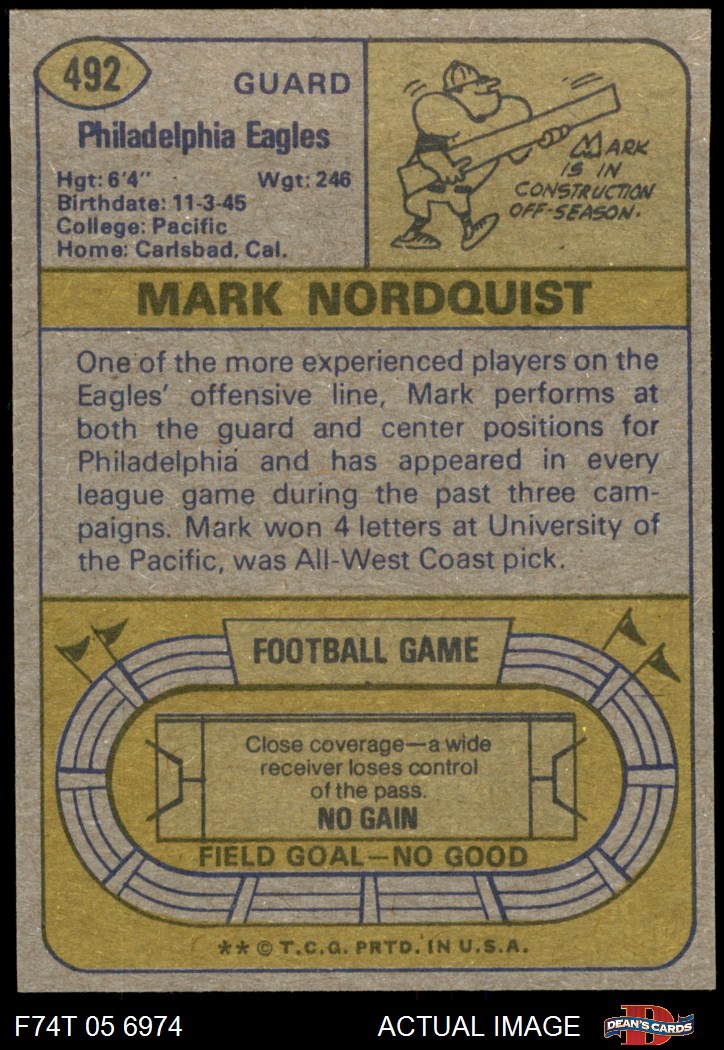 492
GUARD
Philadelphia Eagles
Hgt: 6'4" Wgt: 246
Birthdate: 11-3-45
College: Pacific
Home: Carlsbad, Cal.
MARK
IS IN
CONSTRUCTION
OFF-SEASON.
MARK NORDQUIST
One of the more experienced players on the
Eagles' offensive line, Mark performs at
both the guard and center positions for
Philadelphia and has appeared in every
league game during the past three cam-
paigns. Mark won 4 letters at University of
the Pacific, was All-West Coast pick.
FOOTBALL GAME
Close coverage—a wide
receiver loses control
of the pass.
NO GAIN
FIELD GOAL—NO GOOD
** © T.C.G. PRTD. IN U.S.A.
F74T 05 6974 ACTUAL IMAGE
D
DEAN'S CARDS